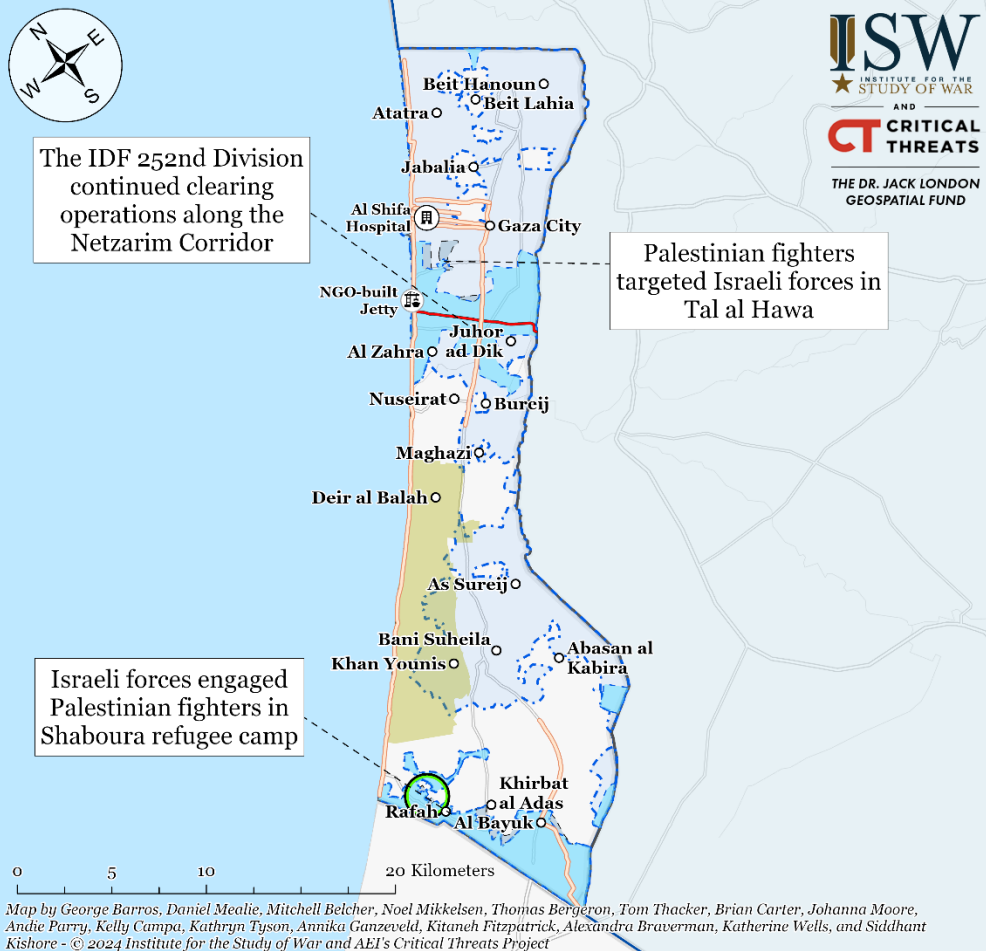 N
E
W
S
ISW
INSTITUTE FOR THE
STUDY OF WAR
AND
CT CRITICAL
THREATS
THE DR. JACK LONDON
GEOSPATIAL FUND
Beit Hanoun
Beit Lahia
Atatra
The IDF 252nd Division
continued clearing
operations along the
Netzarim Corridor
Jabalia
Al Shifa
Hospital
Gaza City
Palestinian fighters
targeted Israeli forces in
Tal al Hawa
NGO-built
Jetty
Juhor
ad Dik
Al Zahra
Nuseirat
Bureij
Maghazi
Deir al Balah
As Sureij
Bani Suheila
Abasan al
Kabira
Khan Younis
Israeli forces engaged
Palestinian fighters in
Shaboura refugee camp
Khirbat
al Adas
Rafah
Al Bayuk
0 5 10 20 Kilometers
Map by George Barros, Daniel Mealie, Mitchell Belcher, Noel Mikkelsen, Thomas Bergeron, Tom Thacker, Brian Carter, Johanna Moore,
Andie Parry, Kelly Campa, Kathryn Tyson, Annika Ganzeveld, Kitaneh Fitzpatrick, Alexandra Braverman, Katherine Wells, and Siddhant
Kishore - © 2024 Institute for the Study of War and AEI's Critical Threats Project